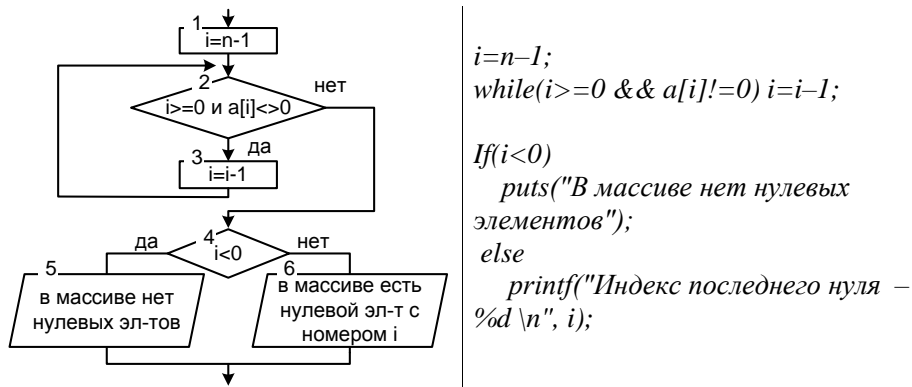 1
i=n-1
2
нет
i>=0 и a[i]<>0
да
3
i=i-1
4
да
нет
i<0
5
6
в массиве нет
нулевых эл-тов
в массиве есть
нулевой эл-т с
номером i
i=n–1;
while(i>=0 && a[i]!=0) i=i–1;
If(i<0)
puts("В массиве нет нулевых
элементов");
else
printf("Индекс последнего нуля –
%d \n", i);